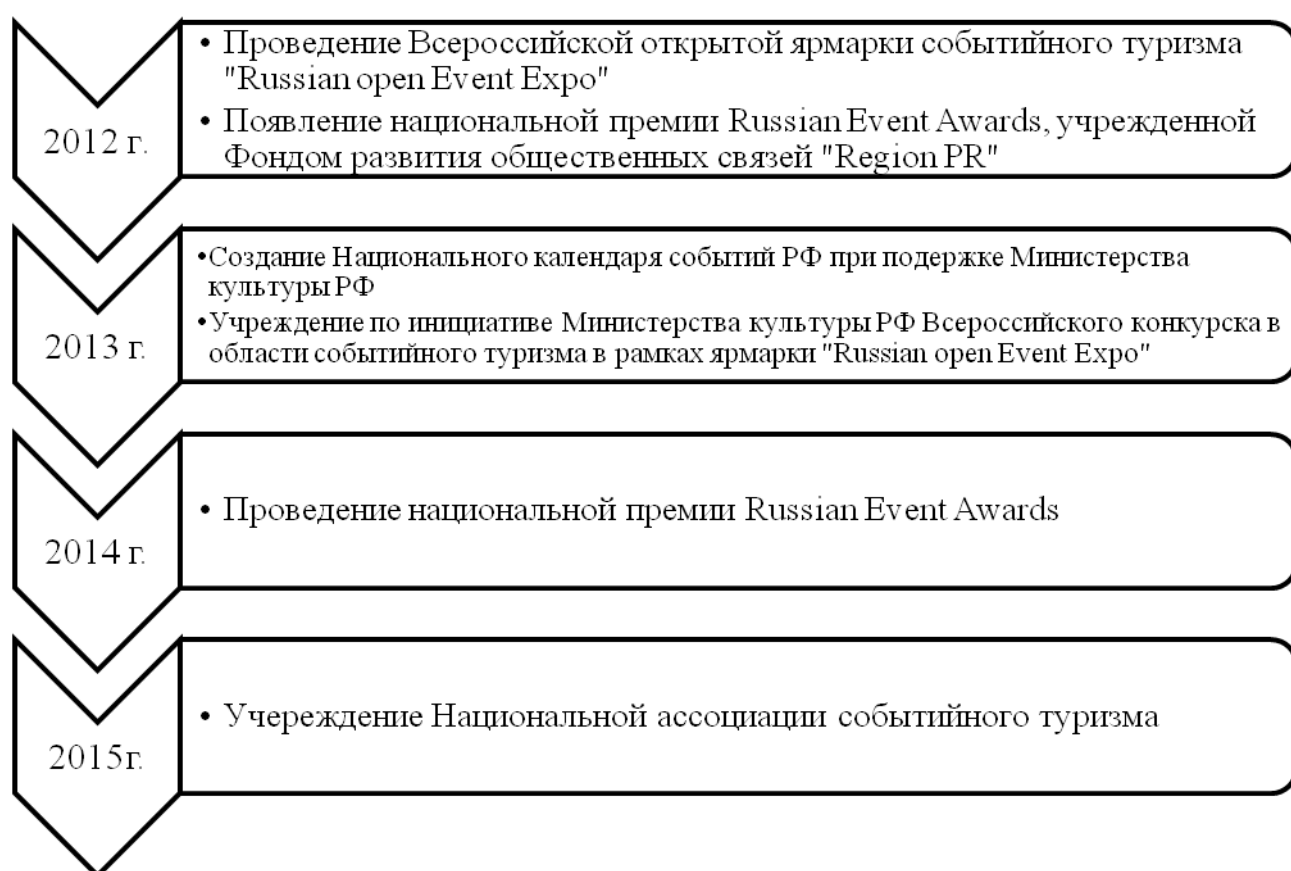 • Проведение Всероссийской открытой ярмарки событийного туризма
"Russian open Event Expo"
2012 г.
• Появление национальной премии Russian Event Awards, учрежденной
Фондом развития общественных связей "Region PR"
•Создание Национального календаря событий РФ при подержке Министерства
культуры РФ
2013 г.
•Учреждение по инициативе Министерства культуры РФ Всероссийского конкурска в
области событийного туризма в рамках ярмарки "Russian open Event Expo"
2014 г.
• Проведение национальной премии Russian Event Awards
2015г.
• Учереждение Национальной ассоциации событийного туризма